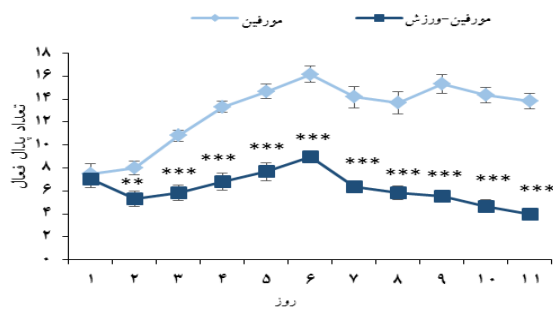 مورفین
مورفین-ورزش
تعداد پدال فعال
۱۸
۱۶
۱۴
۱۲
۱۰
۸
۶
۴
۲
۰
** *** *** *** *** *** *** *** *** ***
۱ ۲ ۳ ۴ ۵ ۶ ۷ ۸ ۹ ۱۰ ۱۱
روز